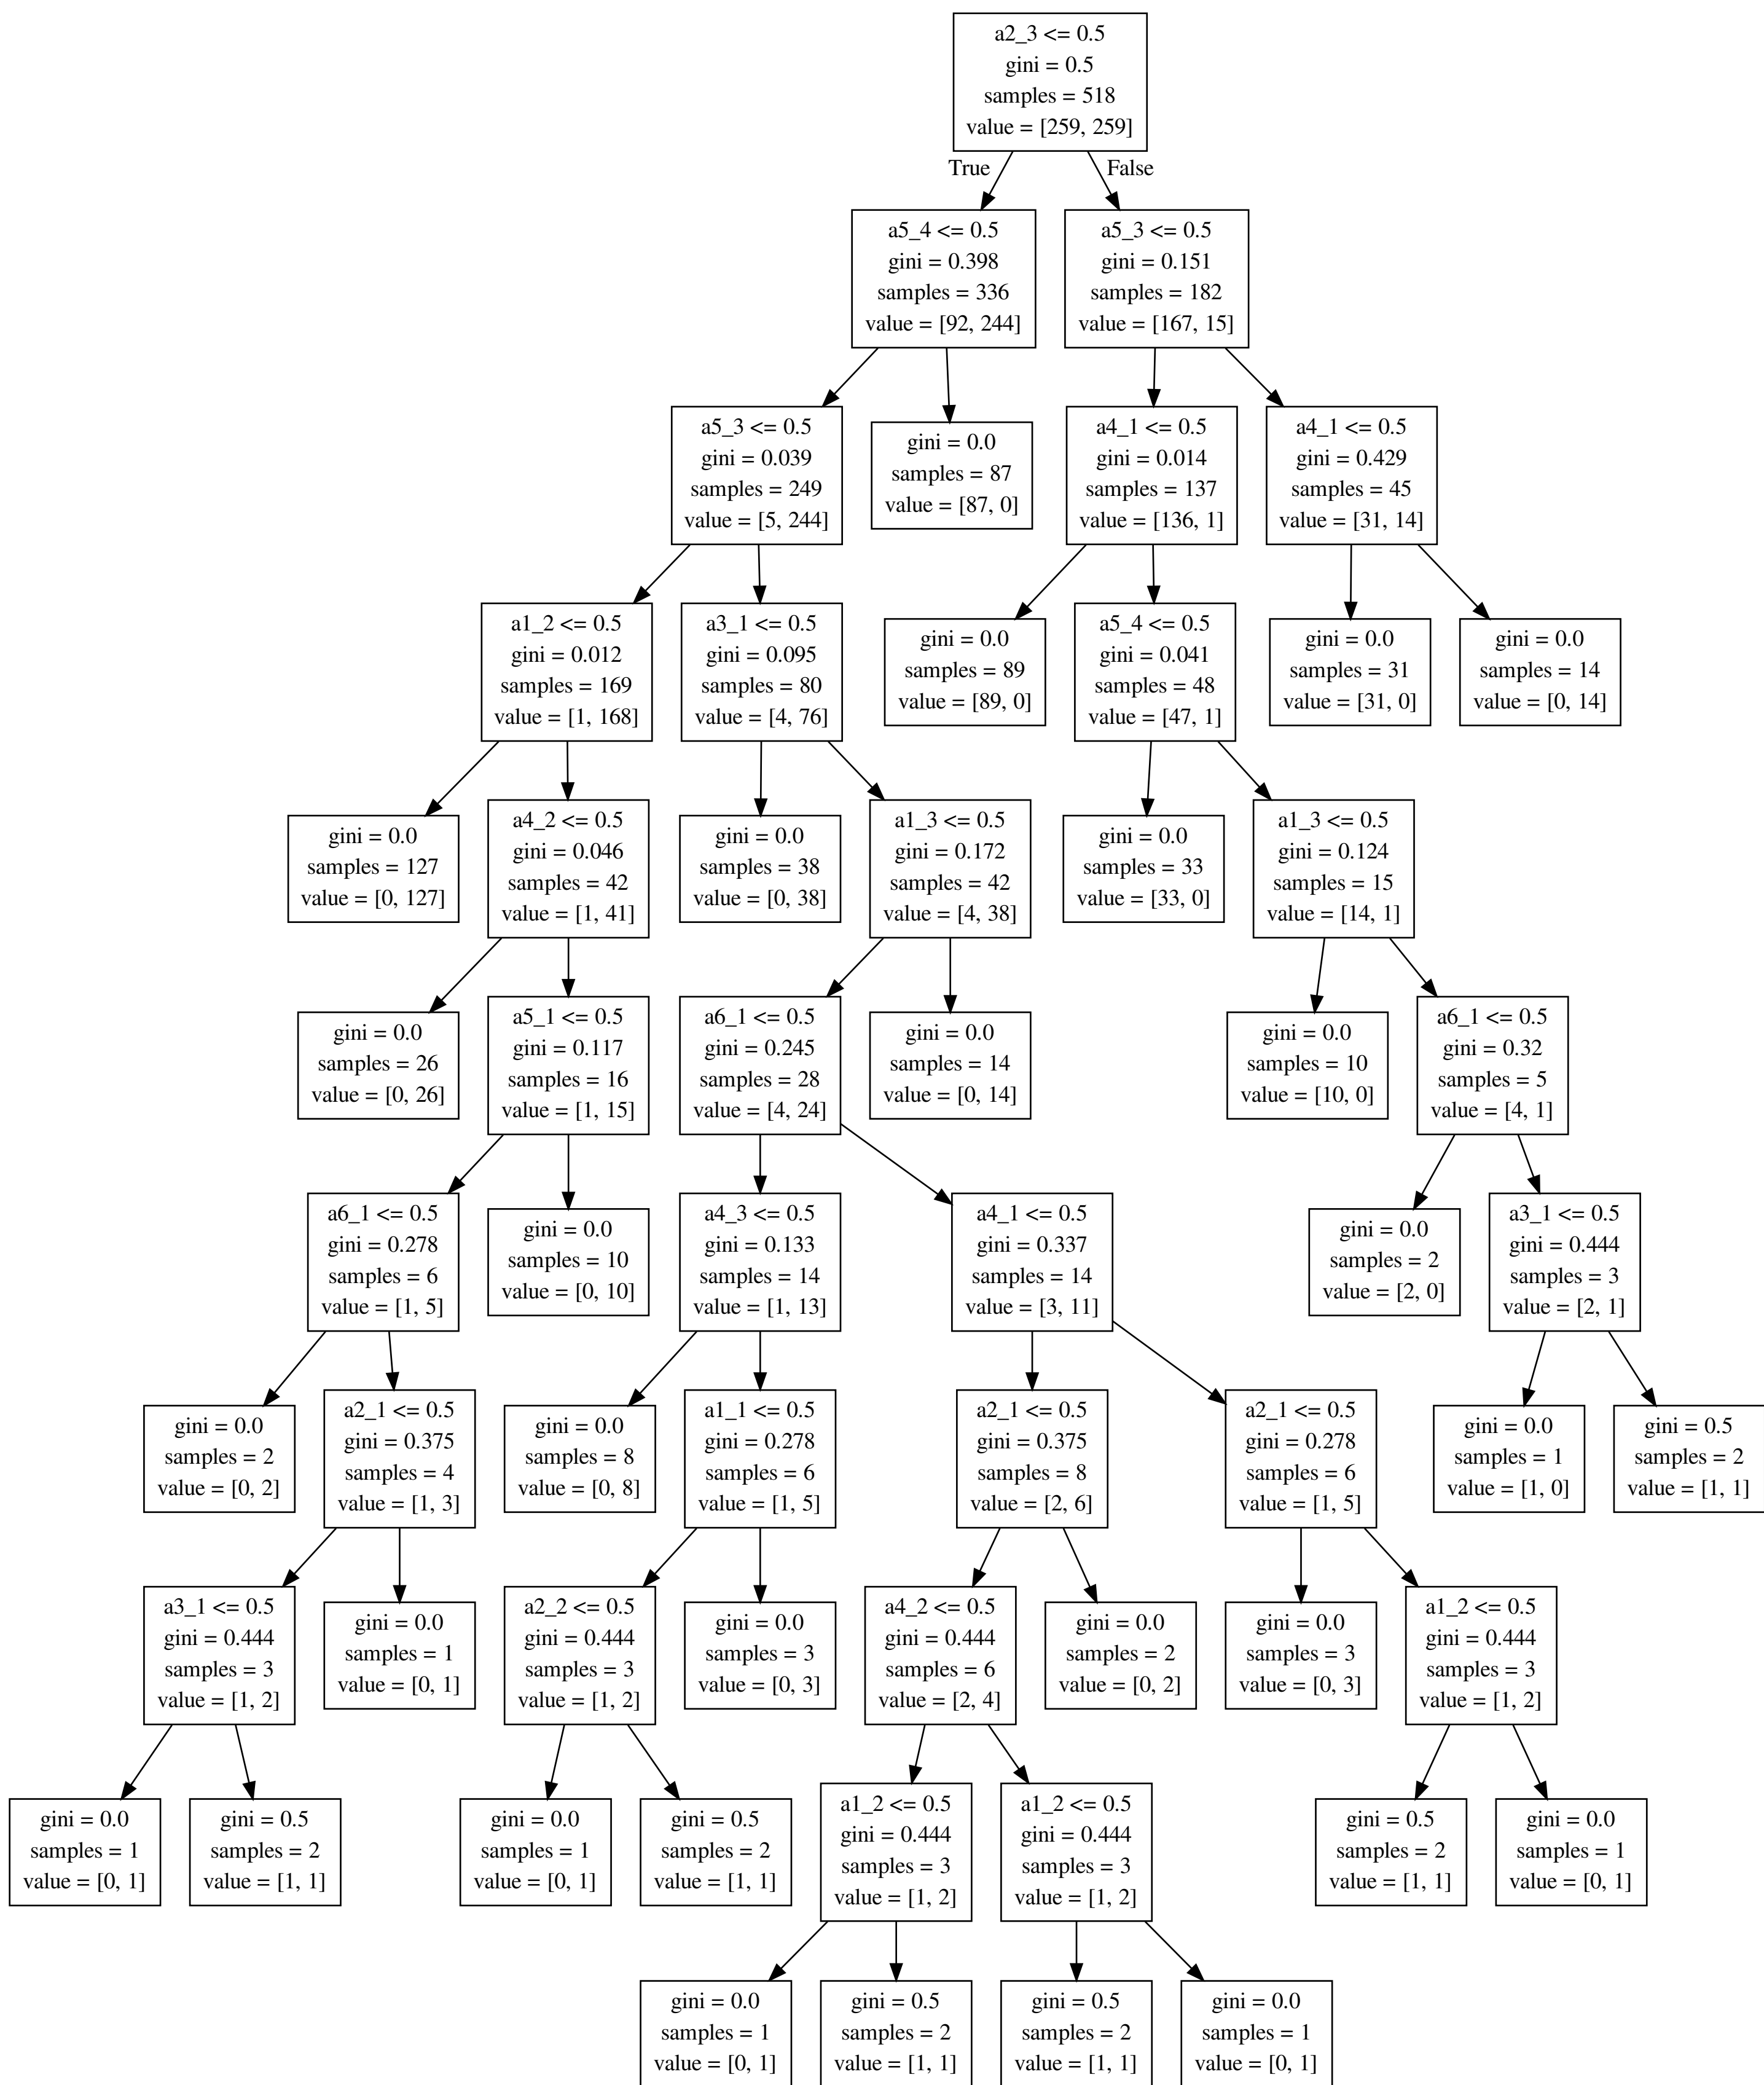 a2_3 <= 0.5
gini = 0.5
samples = 518
value = [259, 259]
True
False
a5_4 <= 0.5
gini = 0.398
samples = 336
value = [92, 244]
a5_3 <= 0.5
gini = 0.151
samples = 182
value = [167, 15]
a5_3 <= 0.5
gini = 0.039
samples = 249
value = [5, 244]
gini = 0.0
samples = 87
value = [87, 0]
a4_1 <= 0.5
gini = 0.014
samples = 137
value = [136, 1]
a4_1 <= 0.5
gini = 0.429
samples = 45
value = [31, 14]
a1_2 <= 0.5
gini = 0.012
samples = 169
value = [1, 168]
a3_1 <= 0.5
gini = 0.095
samples = 80
value = [4, 76]
gini = 0.0
samples = 89
value = [89, 0]
a5_4 <= 0.5
gini = 0.041
samples = 48
value = [47, 1]
gini = 0.0
samples = 31
value = [31, 0]
gini = 0.0
samples = 14
value = [0, 14]
gini = 0.0
samples = 127
value = [0, 127]
a4_2 <= 0.5
gini = 0.046
samples = 42
value = [1, 41]
gini = 0.0
samples = 38
value = [0, 38]
a1_3 <= 0.5
gini = 0.172
samples = 42
value = [4, 38]
gini = 0.0
samples = 33
value = [33, 0]
a1_3 <= 0.5
gini = 0.124
samples = 15
value = [14, 1]
gini = 0.0
samples = 26
value = [0, 26]
a5_1 <= 0.5
gini = 0.117
samples = 16
value = [1, 15]
a6_1 <= 0.5
gini = 0.245
samples = 28
value = [4, 24]
gini = 0.0
samples = 14
value = [0, 14]
gini = 0.0
samples = 10
value = [10, 0]
a6_1 <= 0.5
gini = 0.32
samples = 5
value = [4, 1]
a6_1 <= 0.5
gini = 0.278
samples = 6
value = [1, 5]
gini = 0.0
samples = 10
value = [0, 10]
a4_3 <= 0.5
gini = 0.133
samples = 14
value = [1, 13]
a4_1 <= 0.5
gini = 0.337
samples = 14
value = [3, 11]
gini = 0.0
samples = 2
value = [2, 0]
a3_1 <= 0.5
gini = 0.444
samples = 3
value = [2, 1]
gini = 0.0
samples = 2
value = [0, 2]
a2_1 <= 0.5
gini = 0.375
samples = 4
value = [1, 3]
gini = 0.0
samples = 8
value = [0, 8]
a1_1 <= 0.5
gini = 0.278
samples = 6
value = [1, 5]
a2_1 <= 0.5
gini = 0.375
samples = 8
value = [2, 6]
a2_1 <= 0.5
gini = 0.278
samples = 6
value = [1, 5]
gini = 0.0
samples = 1
value = [1, 0]
gini = 0.5
samples = 2
value = [1, 1]
a3_1 <= 0.5
gini = 0.444
samples = 3
value = [1, 2]
gini = 0.0
samples = 1
value = [0, 1]
a2_2 <= 0.5
gini = 0.444
samples = 3
value = [1, 2]
gini = 0.0
samples = 3
value = [0, 3]
a4_2 <= 0.5
gini = 0.444
samples = 6
value = [2, 4]
gini = 0.0
samples = 2
value = [0, 2]
gini = 0.0
samples = 3
value = [0, 3]
a1_2 <= 0.5
gini = 0.444
samples = 3
value = [1, 2]
gini = 0.0
samples = 1
value = [0, 1]
gini = 0.5
samples = 2
value = [1, 1]
gini = 0.0
samples = 1
value = [0, 1]
gini = 0.5
samples = 2
value = [1, 1]
a1_2 <= 0.5
gini = 0.444
samples = 3
value = [1, 2]
a1_2 <= 0.5
gini = 0.444
samples = 3
value = [1, 2]
gini = 0.5
samples = 2
value = [1, 1]
gini = 0.0
samples = 1
value = [0, 1]
gini = 0.0
samples = 1
value = [0, 1]
gini = 0.5
samples = 2
value = [1, 1]
gini = 0.5
samples = 2
value = [1, 1]
gini = 0.0
samples = 1
value = [0, 1]